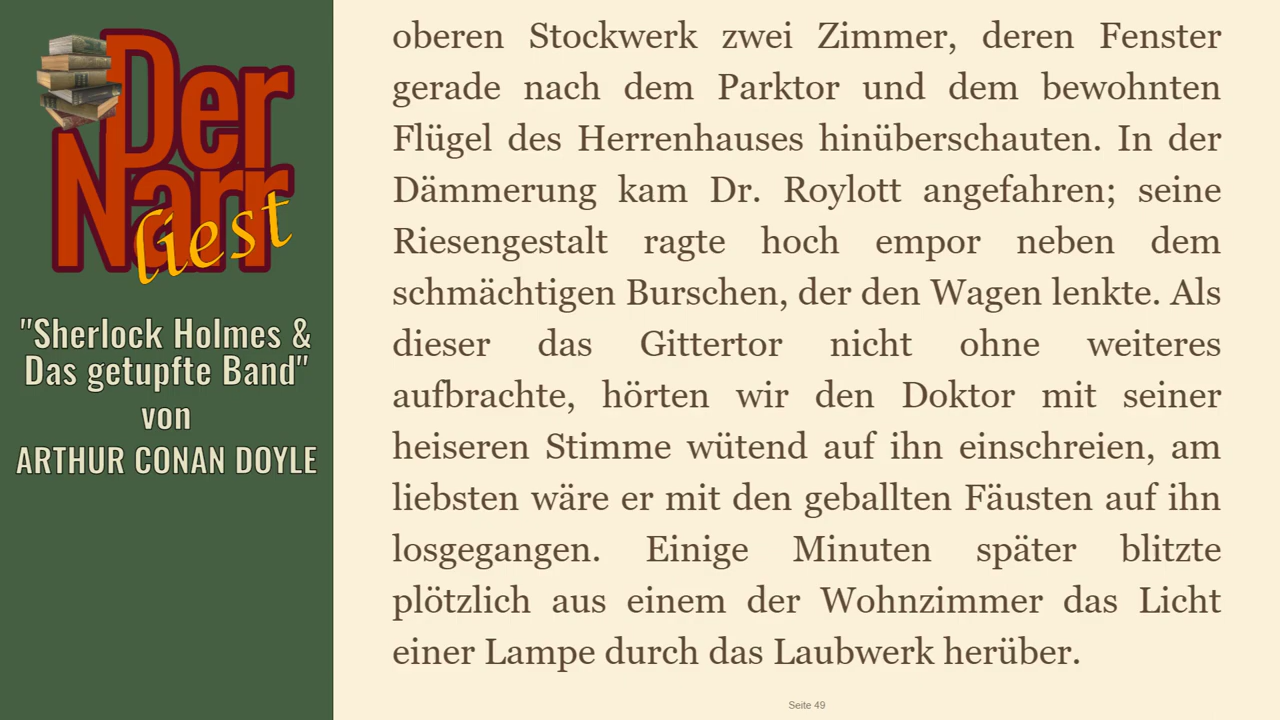 Der
Narr
liest
"Sherlock Holmes &
Das getupfte Band"
von
ARTHUR CONAN DOYLE
oberen Stockwerk zwei Zimmer, deren Fenster
gerade nach dem Parktor und dem bewohnten
Flügel des Herrenhauses hinüberschauten. In der
Dämmerung kam Dr. Roylott angefahren; seine
Riesengestalt ragte hoch empor neben dem
schmächtigen Burschen, der den Wagen lenkte. Als
dieser das Gittertor nicht ohne weiteres
aufbrachte, hörten wir den Doktor mit seiner
heiseren Stimme wütend auf ihn einschreien, am
liebsten wäre er mit den geballten Fäusten auf ihn
losgegangen. Einige Minuten später blitzte
plötzlich aus einem der Wohnzimmer das Licht
einer Lampe durch das Laubwerk herüber.
Seite 49